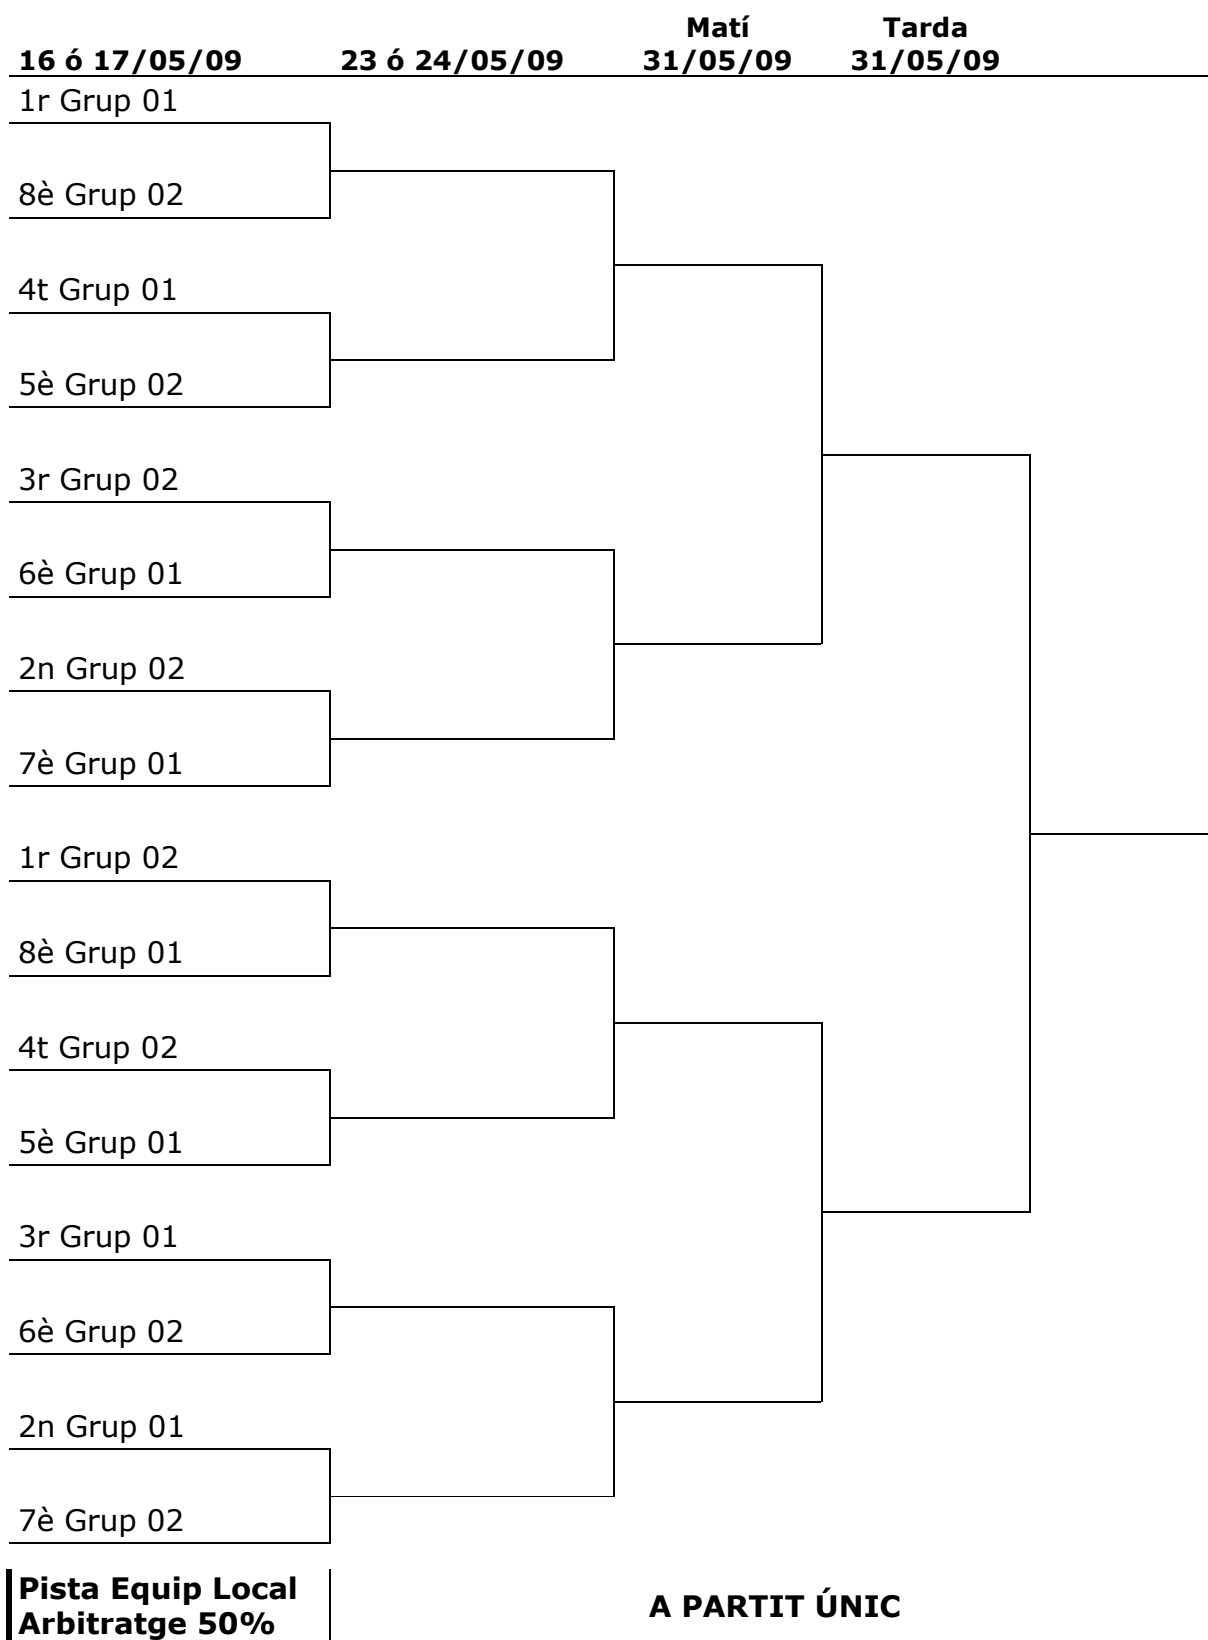 Matí Tarda
16 ó 17/05/09 23 ó 24/05/09 31/05/09 31/05/09
1r Grup 01
8è Grup 02
4t Grup 01
5è Grup 02
3r Grup 02
6è Grup 01
2n Grup 02
7è Grup 01
1r Grup 02
8è Grup 01
4t Grup 02
5è Grup 01
3r Grup 01
6è Grup 02
2n Grup 01
7è Grup 02
Pista Equip Local
Arbitratge 50%
A PARTIT ÚNIC